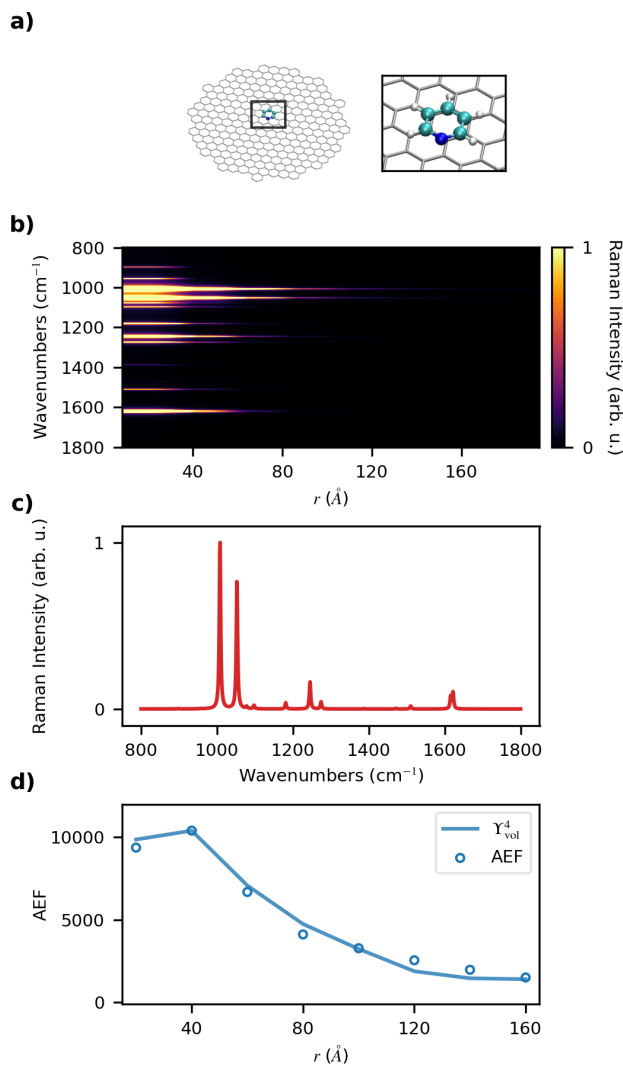 a)
b)
800
1000
1200
1400
1600
1800
Wavenumbers (cm⁻¹)
40
80
120
160
r (Å)
1
0
Raman Intensity (arb. u.)
c)
1
0
Raman Intensity (arb. u.)
800
1000
1200
1400
1600
1800
Wavenumbers (cm⁻¹)
d)
10000
5000
0
AEF
ϒ⁴vol
AEF
40
80
120
160
r (Å)